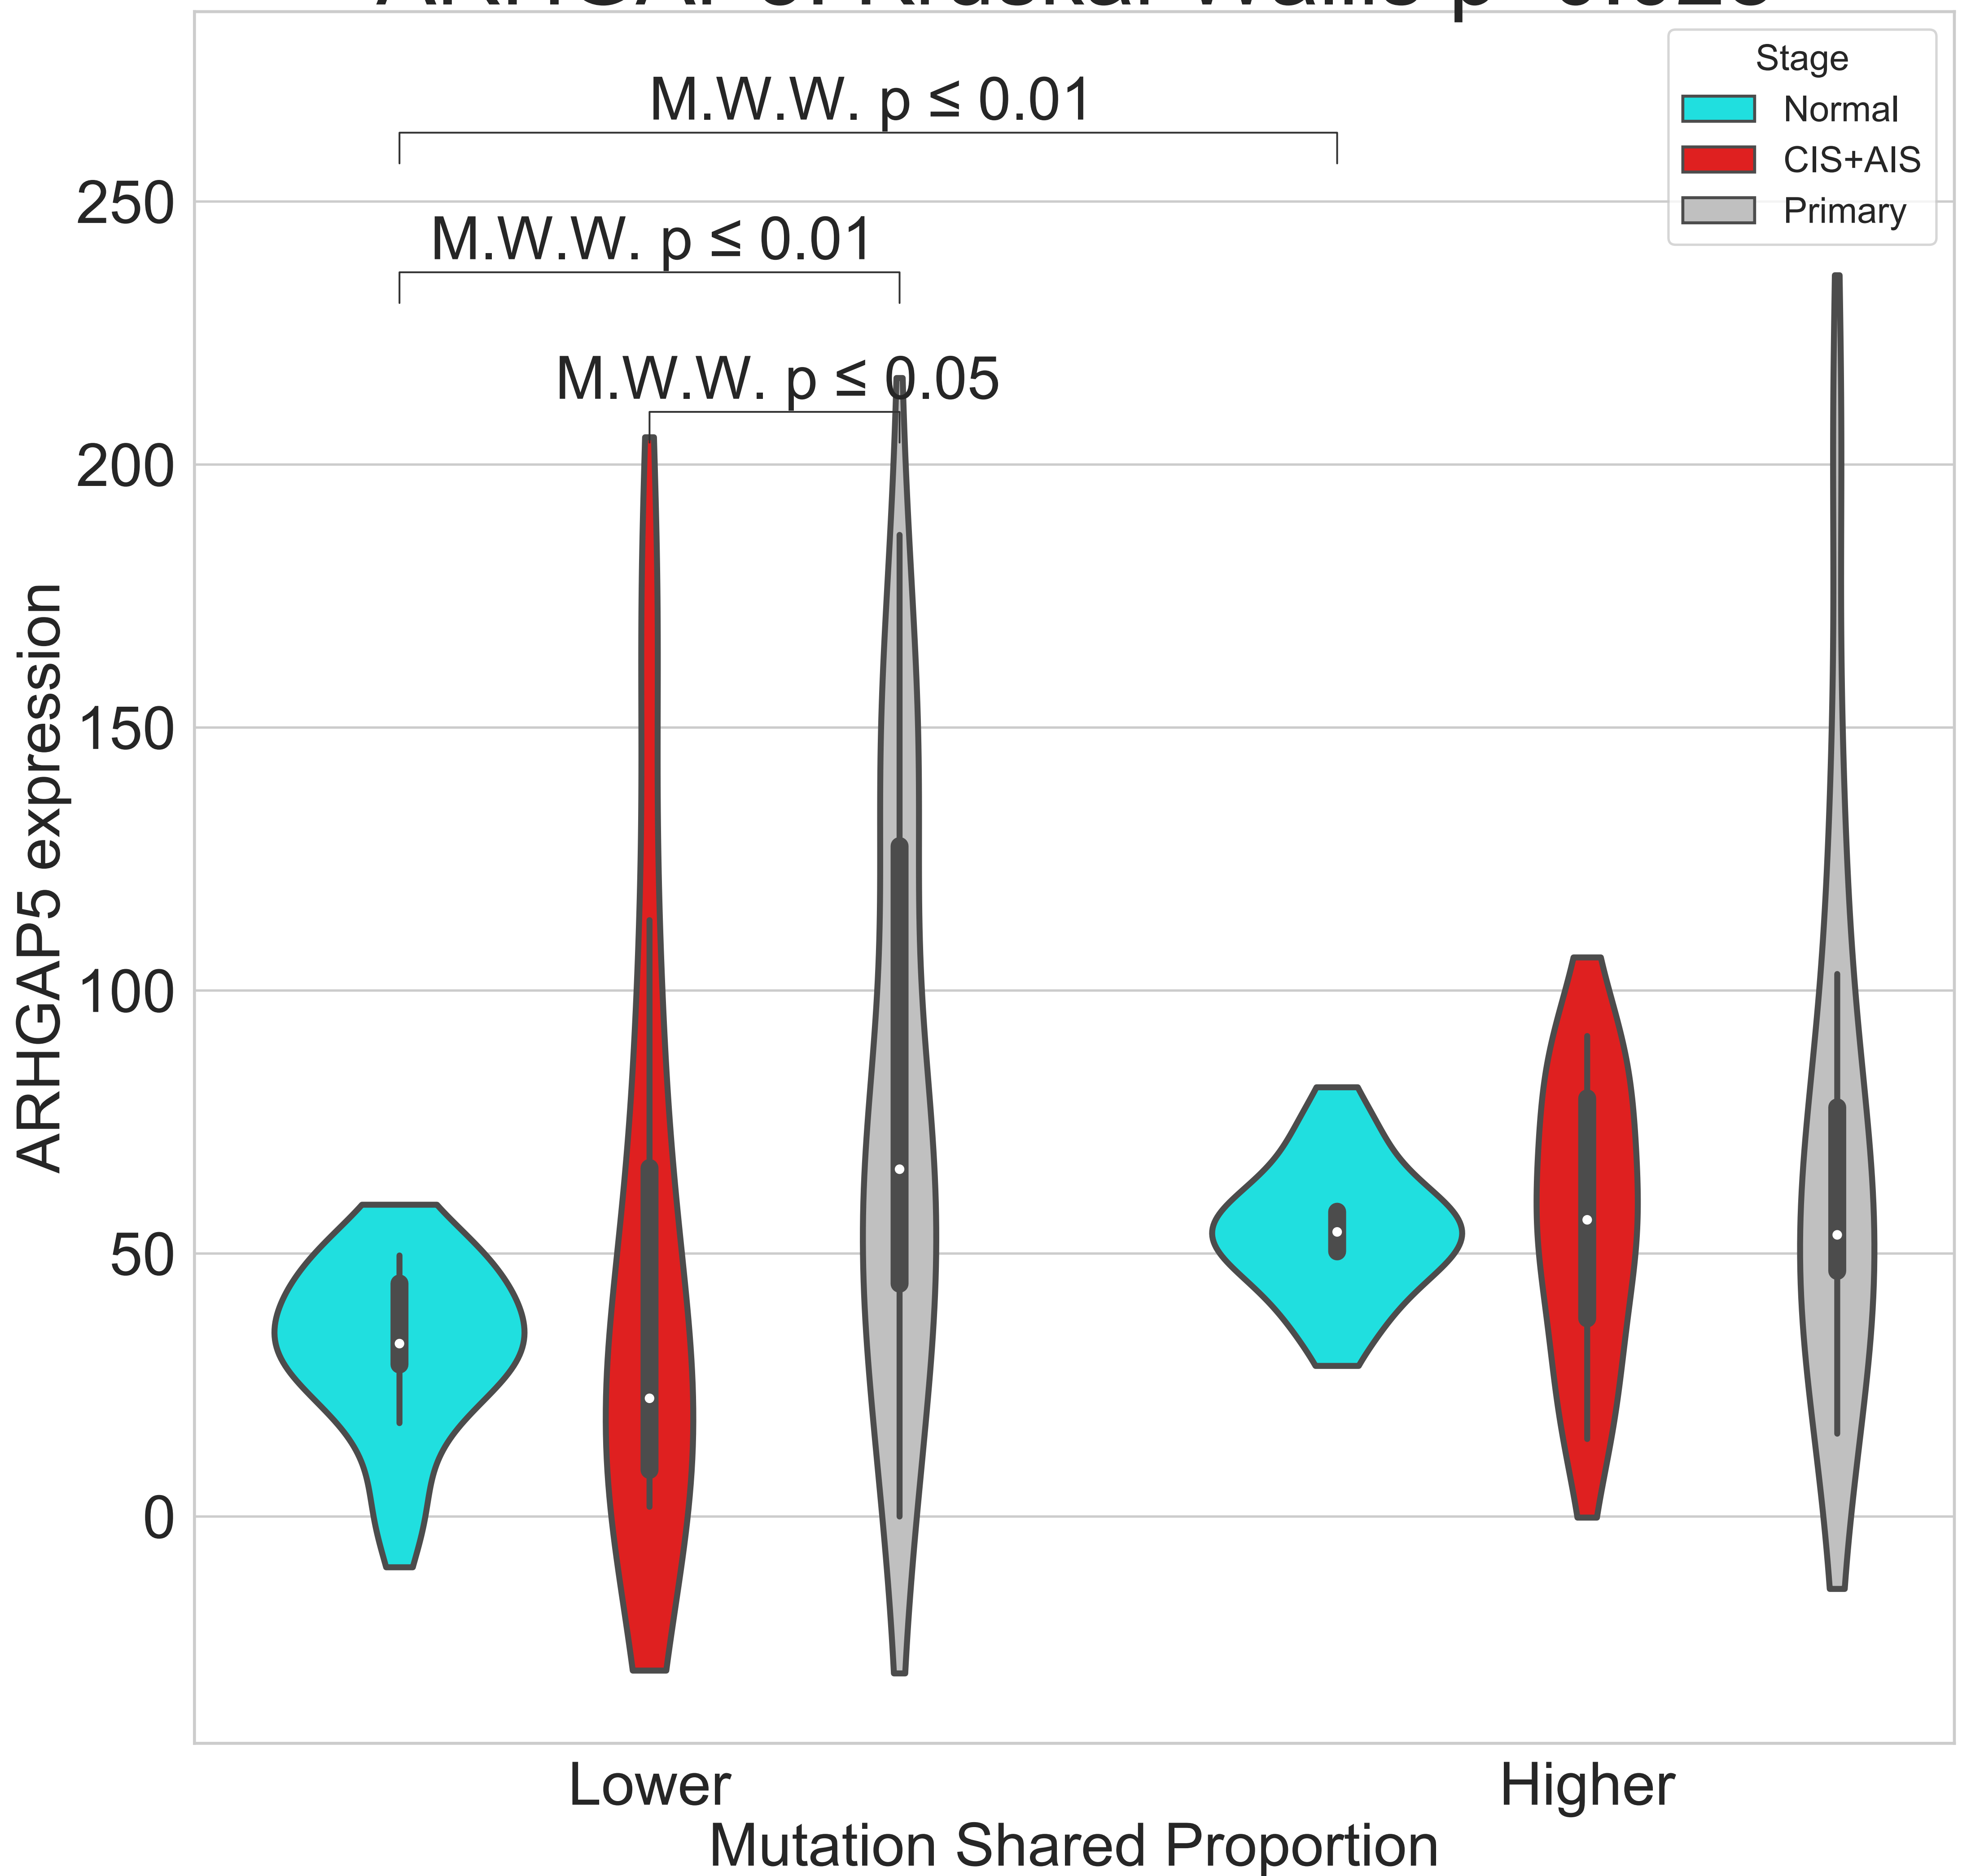 Stage
Normal
CIS+AIS
Primary
M.W.W. p ≤ 0.01
M.W.W. p ≤ 0.01
M.W.W. p ≤ 0.05
250
200
150
100
50
0
ARHGAP5 expression
Lower
Higher
Mutation Shared Proportion